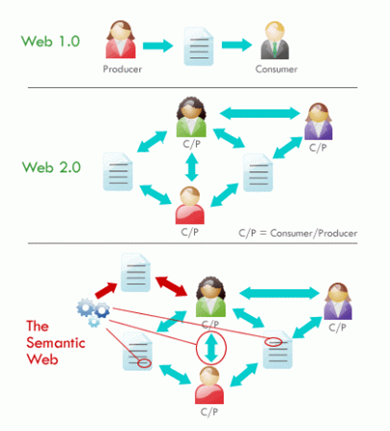 Web 1.0
Producer
Consumer
Web 2.0
C/P
C/P
C/P
C/P = Consumer/Producer
The
Semantic
Web
C/P
C/P
C/P